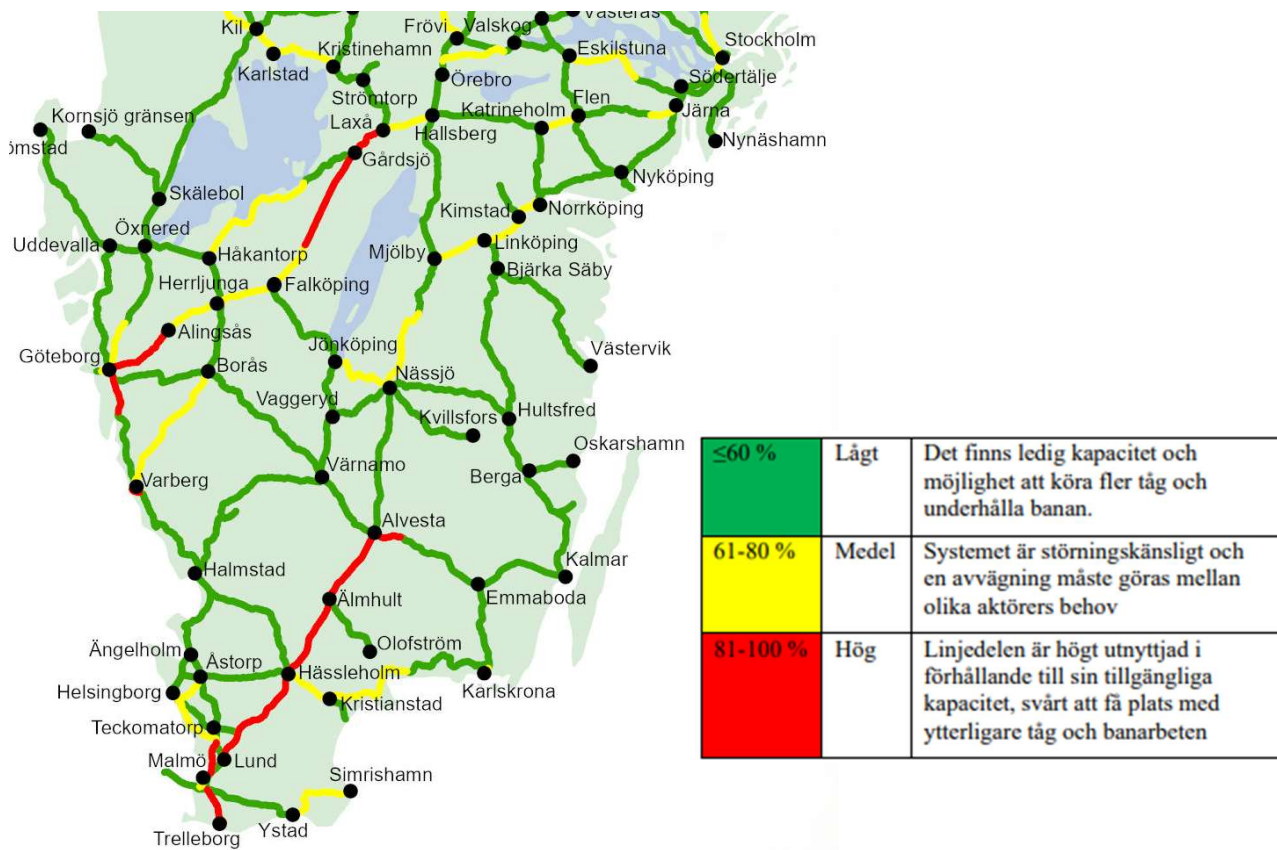 Västerås
Frövi
Valskog
Kil
Kristinehamn
Eskilstuna
Stockholm
Karlstad
Örebro
Södertälje
Strömtorp
Katrineholm
Flen
Kornsjö gränsen
Laxå
Hallsberg
Järna
ömstad
Gårdsjö
Nynäshamn
Skälebol
Nyköping
Kimstad
Norrköping
Uddevalla
Öxnered
Linköping
Håkantorp
Mjölby
Bjärka Säby
Herrljunga
Falköping
Alingsås
Göteborg
Jönköping
Västervik
Borås
Nässjö
Vaggeryd
Kvillsfors
Hultsfred
Oskarshamn
Värnamo
Berga
Varberg
Alvesta
Kalmar
Halmstad
Emmaboda
Älmhult
Olofström
Ängelholm
Åstorp
Hässleholm
Helsingborg
Karlskrona
Kristianstad
Teckomatorp
Malmö
Lund
Simrishamn
Ystad
Trelleborg
≤60 % Lågt Det finns ledig kapacitet och
möjlighet att köra fler tåg och
underhålla banan.
61-80 % Medel Systemet är störningskänsligt och
en avvägning måste göras mellan
olika aktörers behov
81-100 % Hög Linjedelen är högt utnyttjad i
förhållande till sin tillgängliga
kapacitet, svårt att få plats med
ytterligare tåg och banarbeten